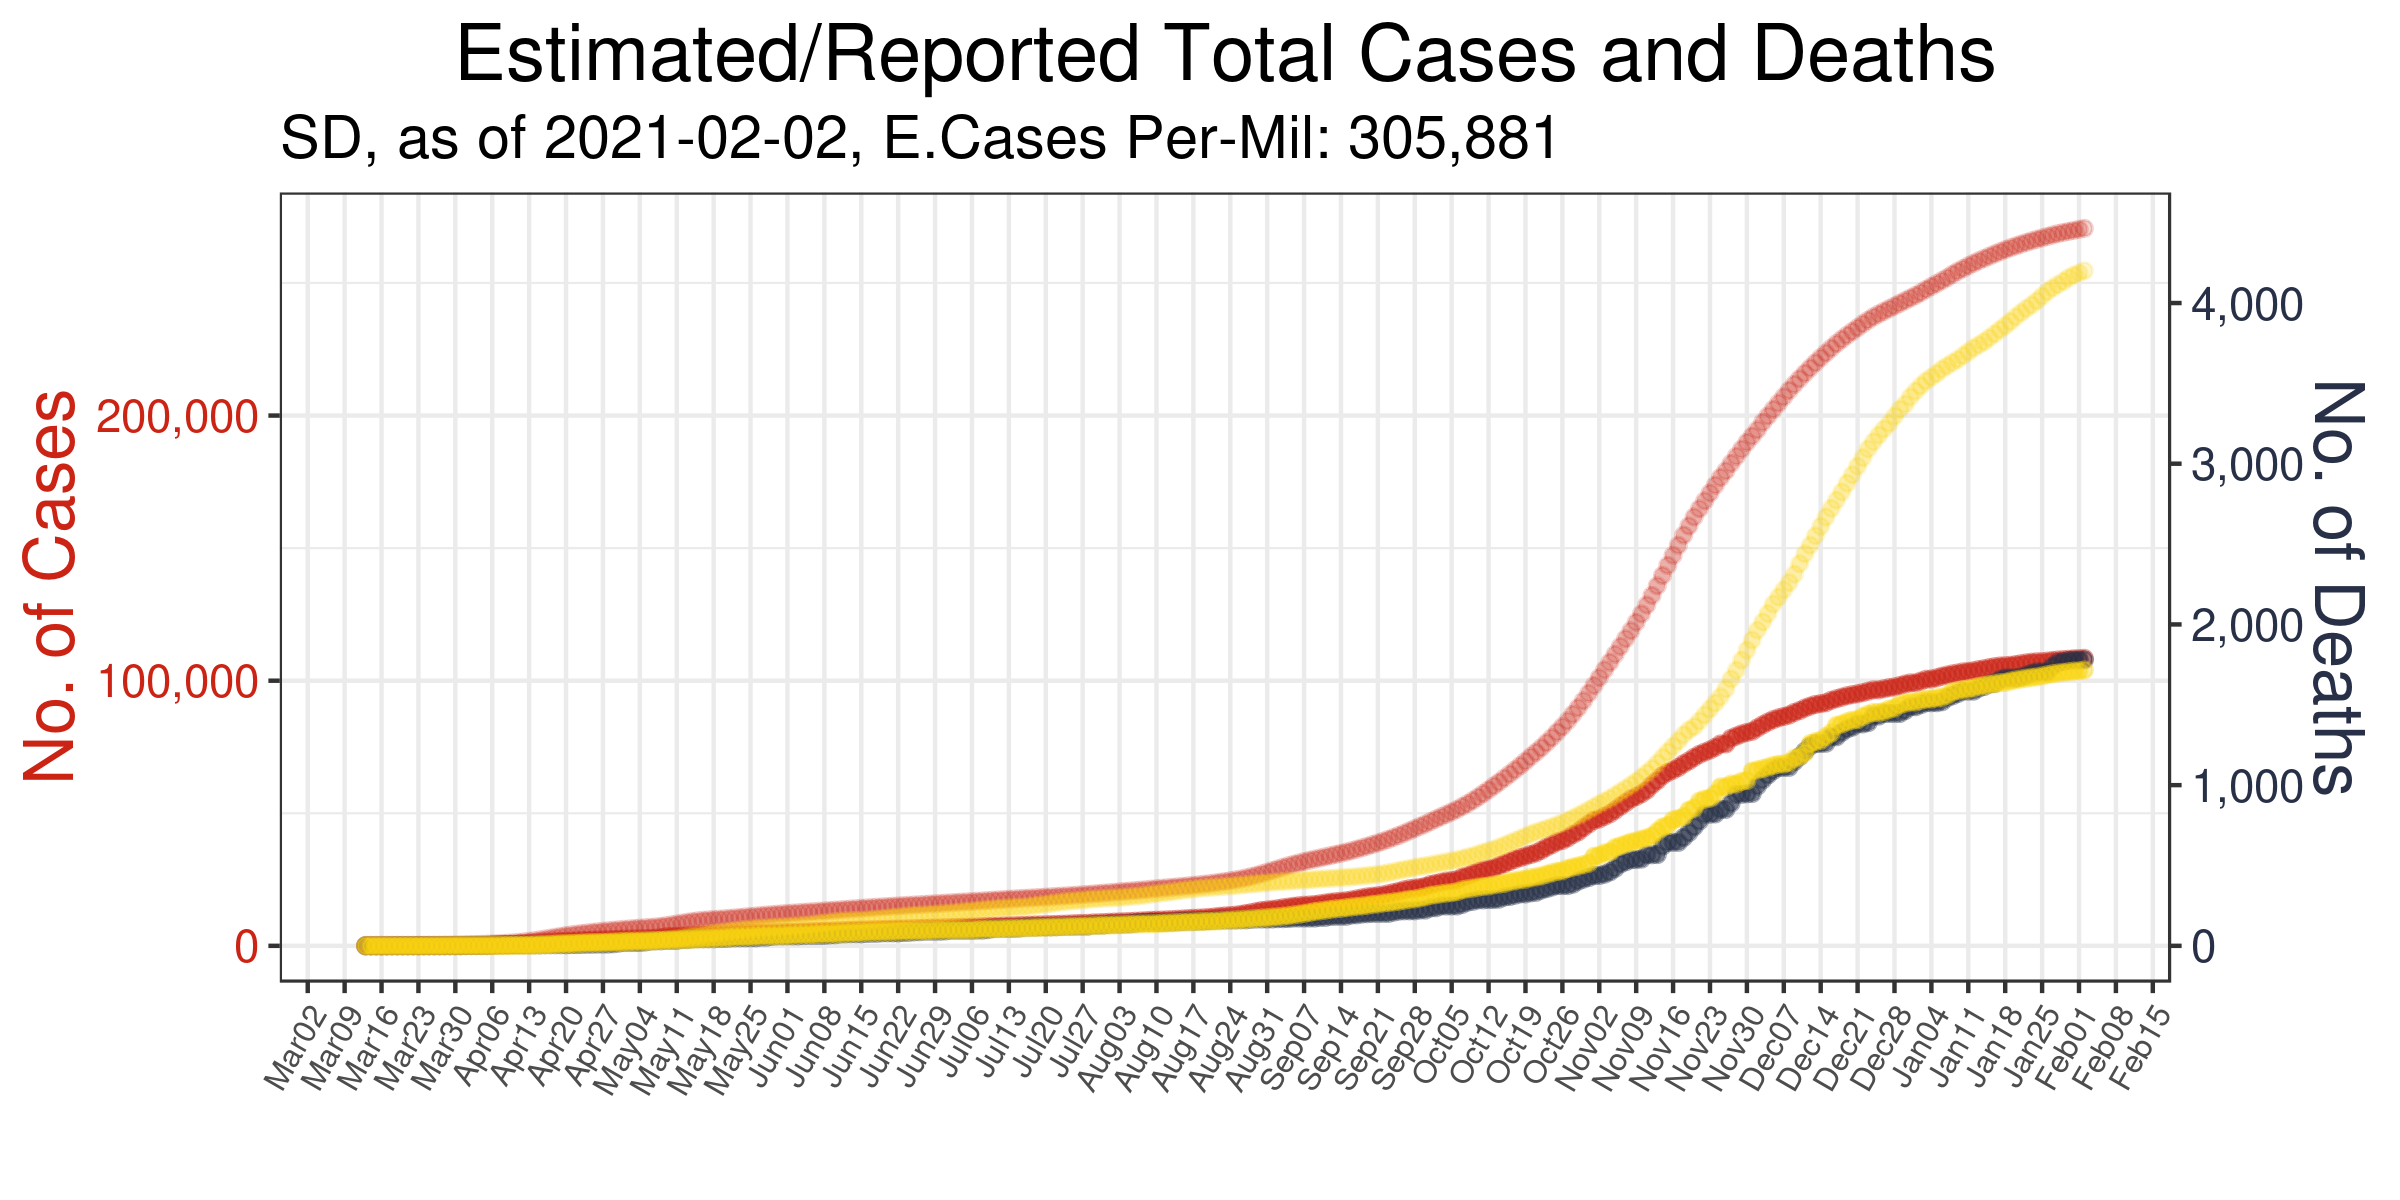 Estimated/Reported Total Cases and Deaths
SD, as of 2021-02-02, E.Cases Per-Mil: 305,881
No. of Cases
200,000
100,000
0
4,000
3,000
2,000
1,000
0
No. of Deaths
Mar02
Mar09
Mar16
Mar23
Mar30
Apr06
Apr13
Apr20
Apr27
May04
May11
May18
May25
Jun01
Jun08
Jun15
Jun22
Jun29
Jul06
Jul13
Jul20
Jul27
Aug03
Aug10
Aug17
Aug24
Aug31
Sep07
Sep14
Sep21
Sep28
Oct05
Oct12
Oct19
Oct26
Nov02
Nov09
Nov16
Nov23
Nov30
Dec07
Dec14
Dec21
Dec28
Jan04
Jan11
Jan18
Jan25
Feb01
Feb08
Feb15